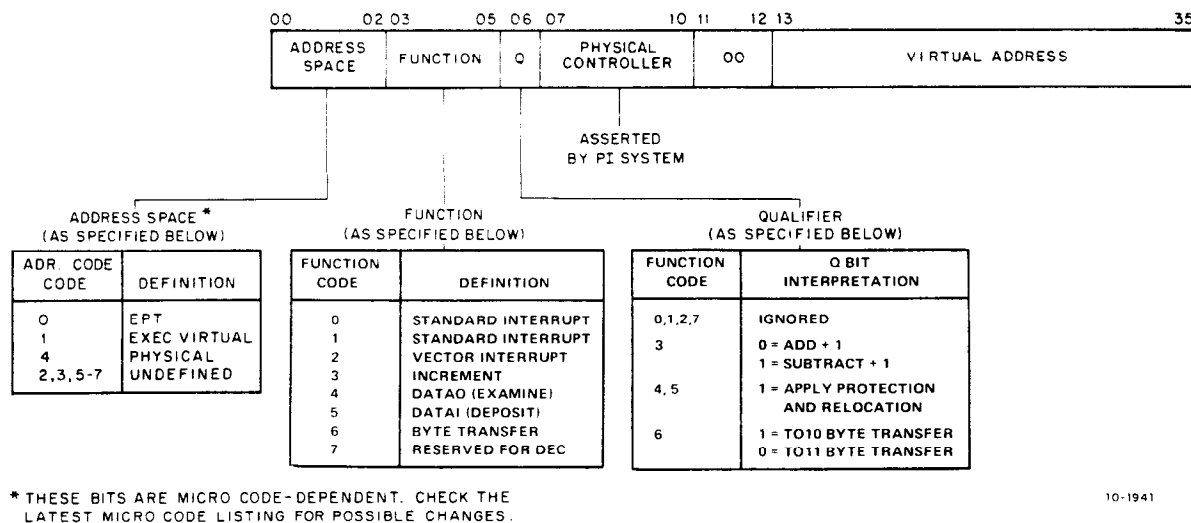 00 02 03 05 06 07 10 11 12 13 35
ADDRESS SPACE FUNCTION Q PHYSICAL CONTROLLER 00 VIRTUAL ADDRESS
ASSERTED
BY PI SYSTEM
ADDRESS SPACE *
(AS SPECIFIED BELOW)
ADR. CODE
CODE DEFINITION
0 EPT
1 EXEC VIRTUAL
4 PHYSICAL
2,3,5-7 UNDEFINED
FUNCTION
(AS SPECIFIED BELOW)
FUNCTION
CODE DEFINITION
0 STANDARD INTERRUPT
1 STANDARD INTERRUPT
2 VECTOR INTERRUPT
3 INCREMENT
4 DATAO (EXAMINE)
5 DATAI (DEPOSIT)
6 BYTE TRANSFER
7 RESERVED FOR DEC
QUALIFIER
(AS SPECIFIED BELOW)
FUNCTION Q BIT
CODE INTERPRETATION
0,1,2,7 IGNORED
3 0 = ADD + 1
1 = SUBTRACT + 1
4, 5 1 = APPLY PROTECTION
AND RELOCATION
6 1 = TO10 BYTE TRANSFER
0 = TO11 BYTE TRANSFER
* THESE BITS ARE MICRO CODE-DEPENDENT. CHECK THE
LATEST MICRO CODE LISTING FOR POSSIBLE CHANGES.
10-1941